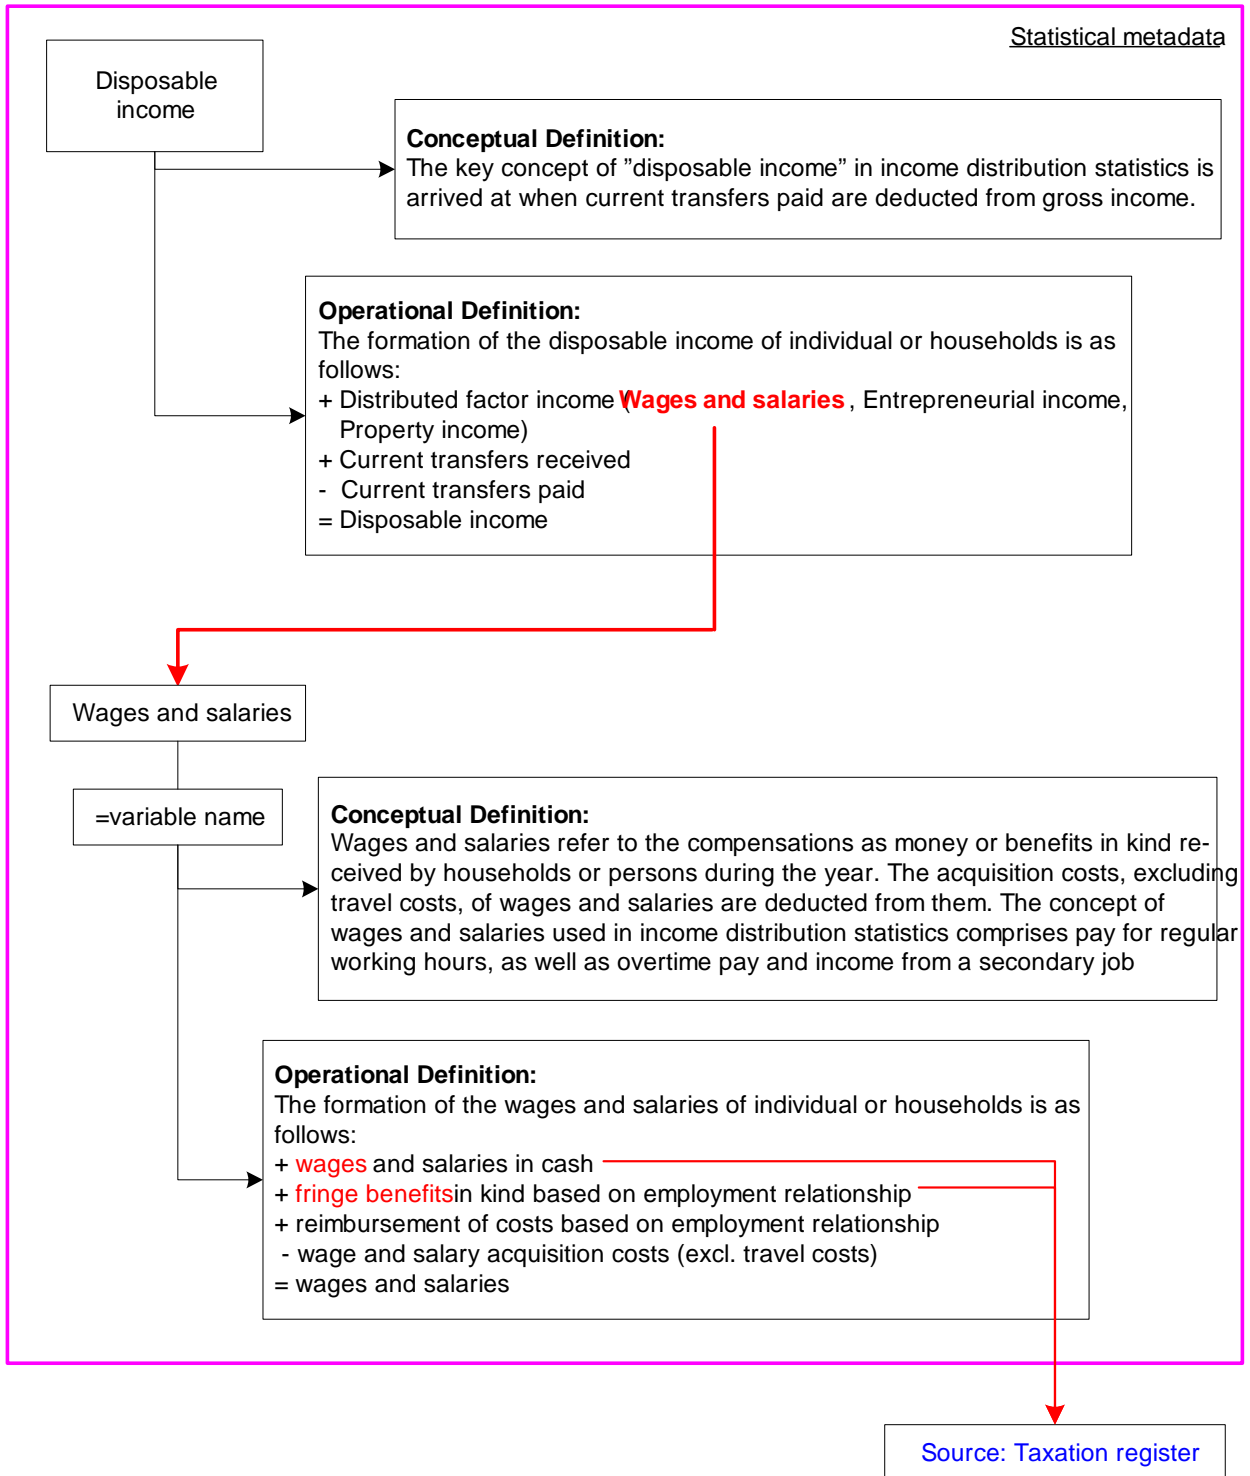 Statistical metadata
Disposable
income
Conceptual Definition:
The key concept of ”disposable income” in income distribution statistics is
arrived at when current transfers paid are deducted from gross income.
Operational Definition:
The formation of the disposable income of individual or households is as
follows:
+ Distributed factor income (Wages and salaries , Entrepreneurial income,
Property income)
+ Current transfers received
- Current transfers paid
= Disposable income
Wages and salaries
=variable name
Conceptual Definition:
Wages and salaries refer to the compensations as money or benefits in kind re-
ceived by households or persons during the year. The acquisition costs, excluding
travel costs, of wages and salaries are deducted from them. The concept of
wages and salaries used in income distribution statistics comprises pay for regular
working hours, as well as overtime pay and income from a secondary job
Operational Definition:
The formation of the wages and salaries of individual or households is as
follows:
+ wages and salaries in cash
+ fringe benefits in kind based on employment relationship
+ reimbursement of costs based on employment relationship
- wage and salary acquisition costs (excl. travel costs)
= wages and salaries
Source: Taxation register